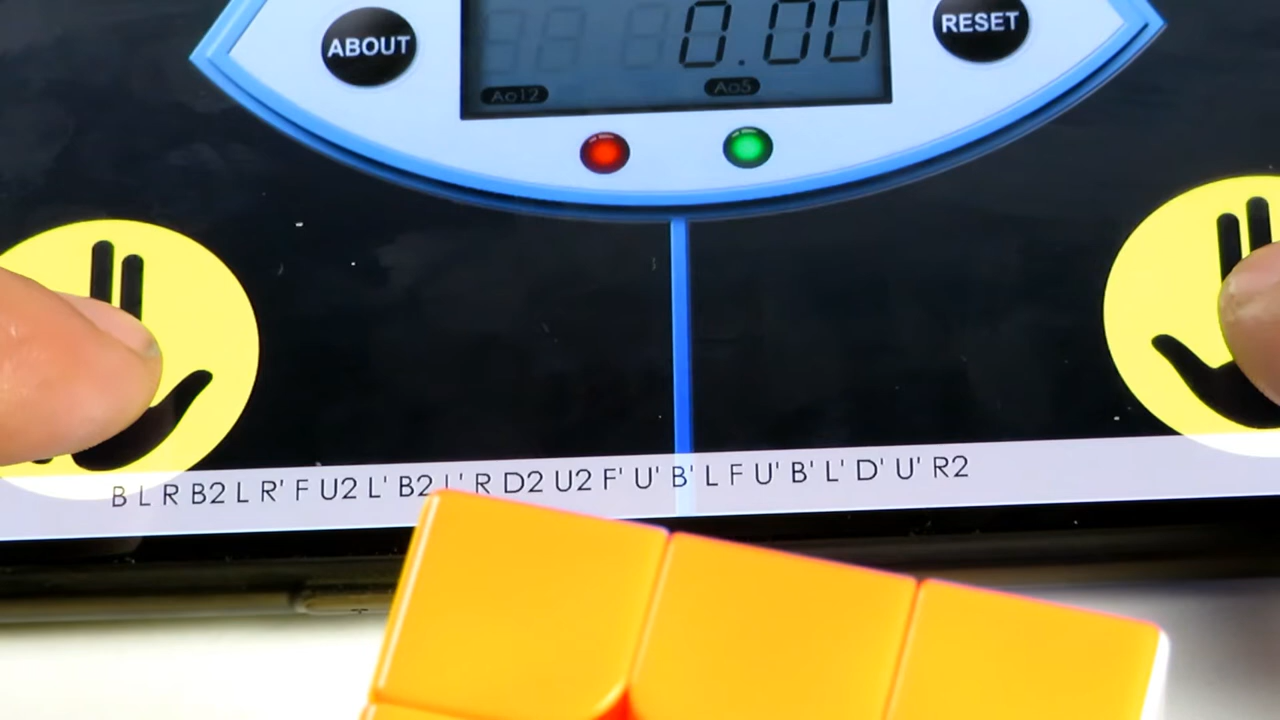 ABOUT
0.00
RESET
Ao12
Ao5
B L R B2 L R' F U2 L' B2 L' R D2 U2 F' U' B' L F U' B' L' D' U' R2